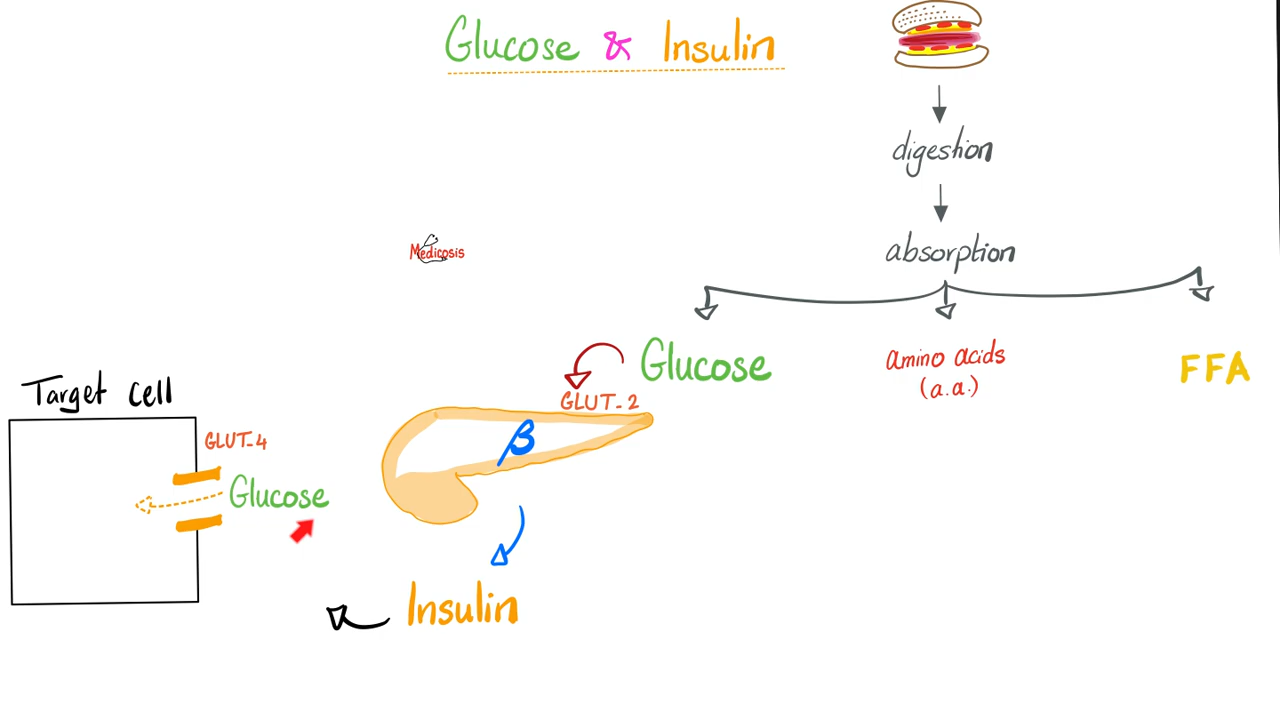 Glucose & Insulin
digestion
absorption
Glucose
amino acids
(a.a.)
FFA
Medicosis
GLUT-2
β
Target cell
GLUT-4
Glucose
Insulin